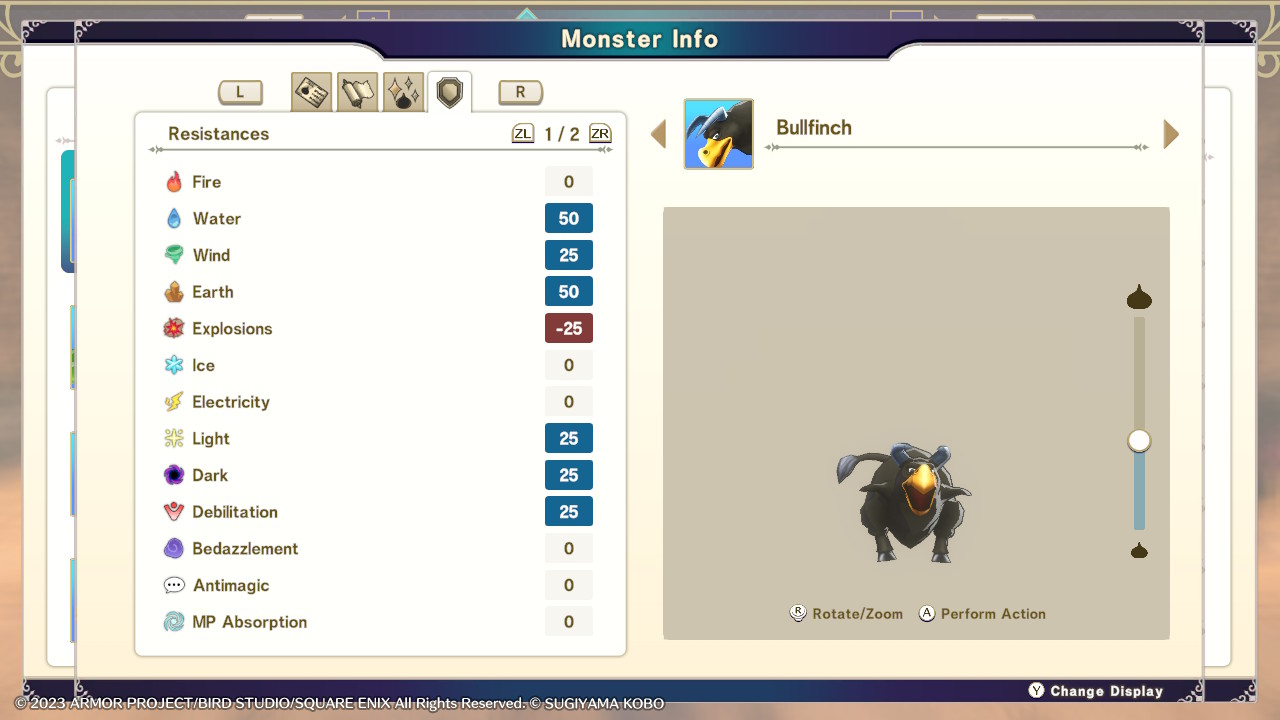 Monster Info
L
R
Resistances
ZL 1 / 2 ZR
Fire 0
Water 50
Wind 25
Earth 50
Explosions -25
Ice 0
Electricity 0
Light 25
Dark 25
Debilitation 25
Bedazzlement 0
Antimagic 0
MP Absorption 0
Bullfinch
R Rotate/Zoom A Perform Action
Y Change Display
© 2023 ARMOR PROJECT/BIRD STUDIO/SQUARE ENIX All Rights Reserved. © SUGIYAMA KOBO